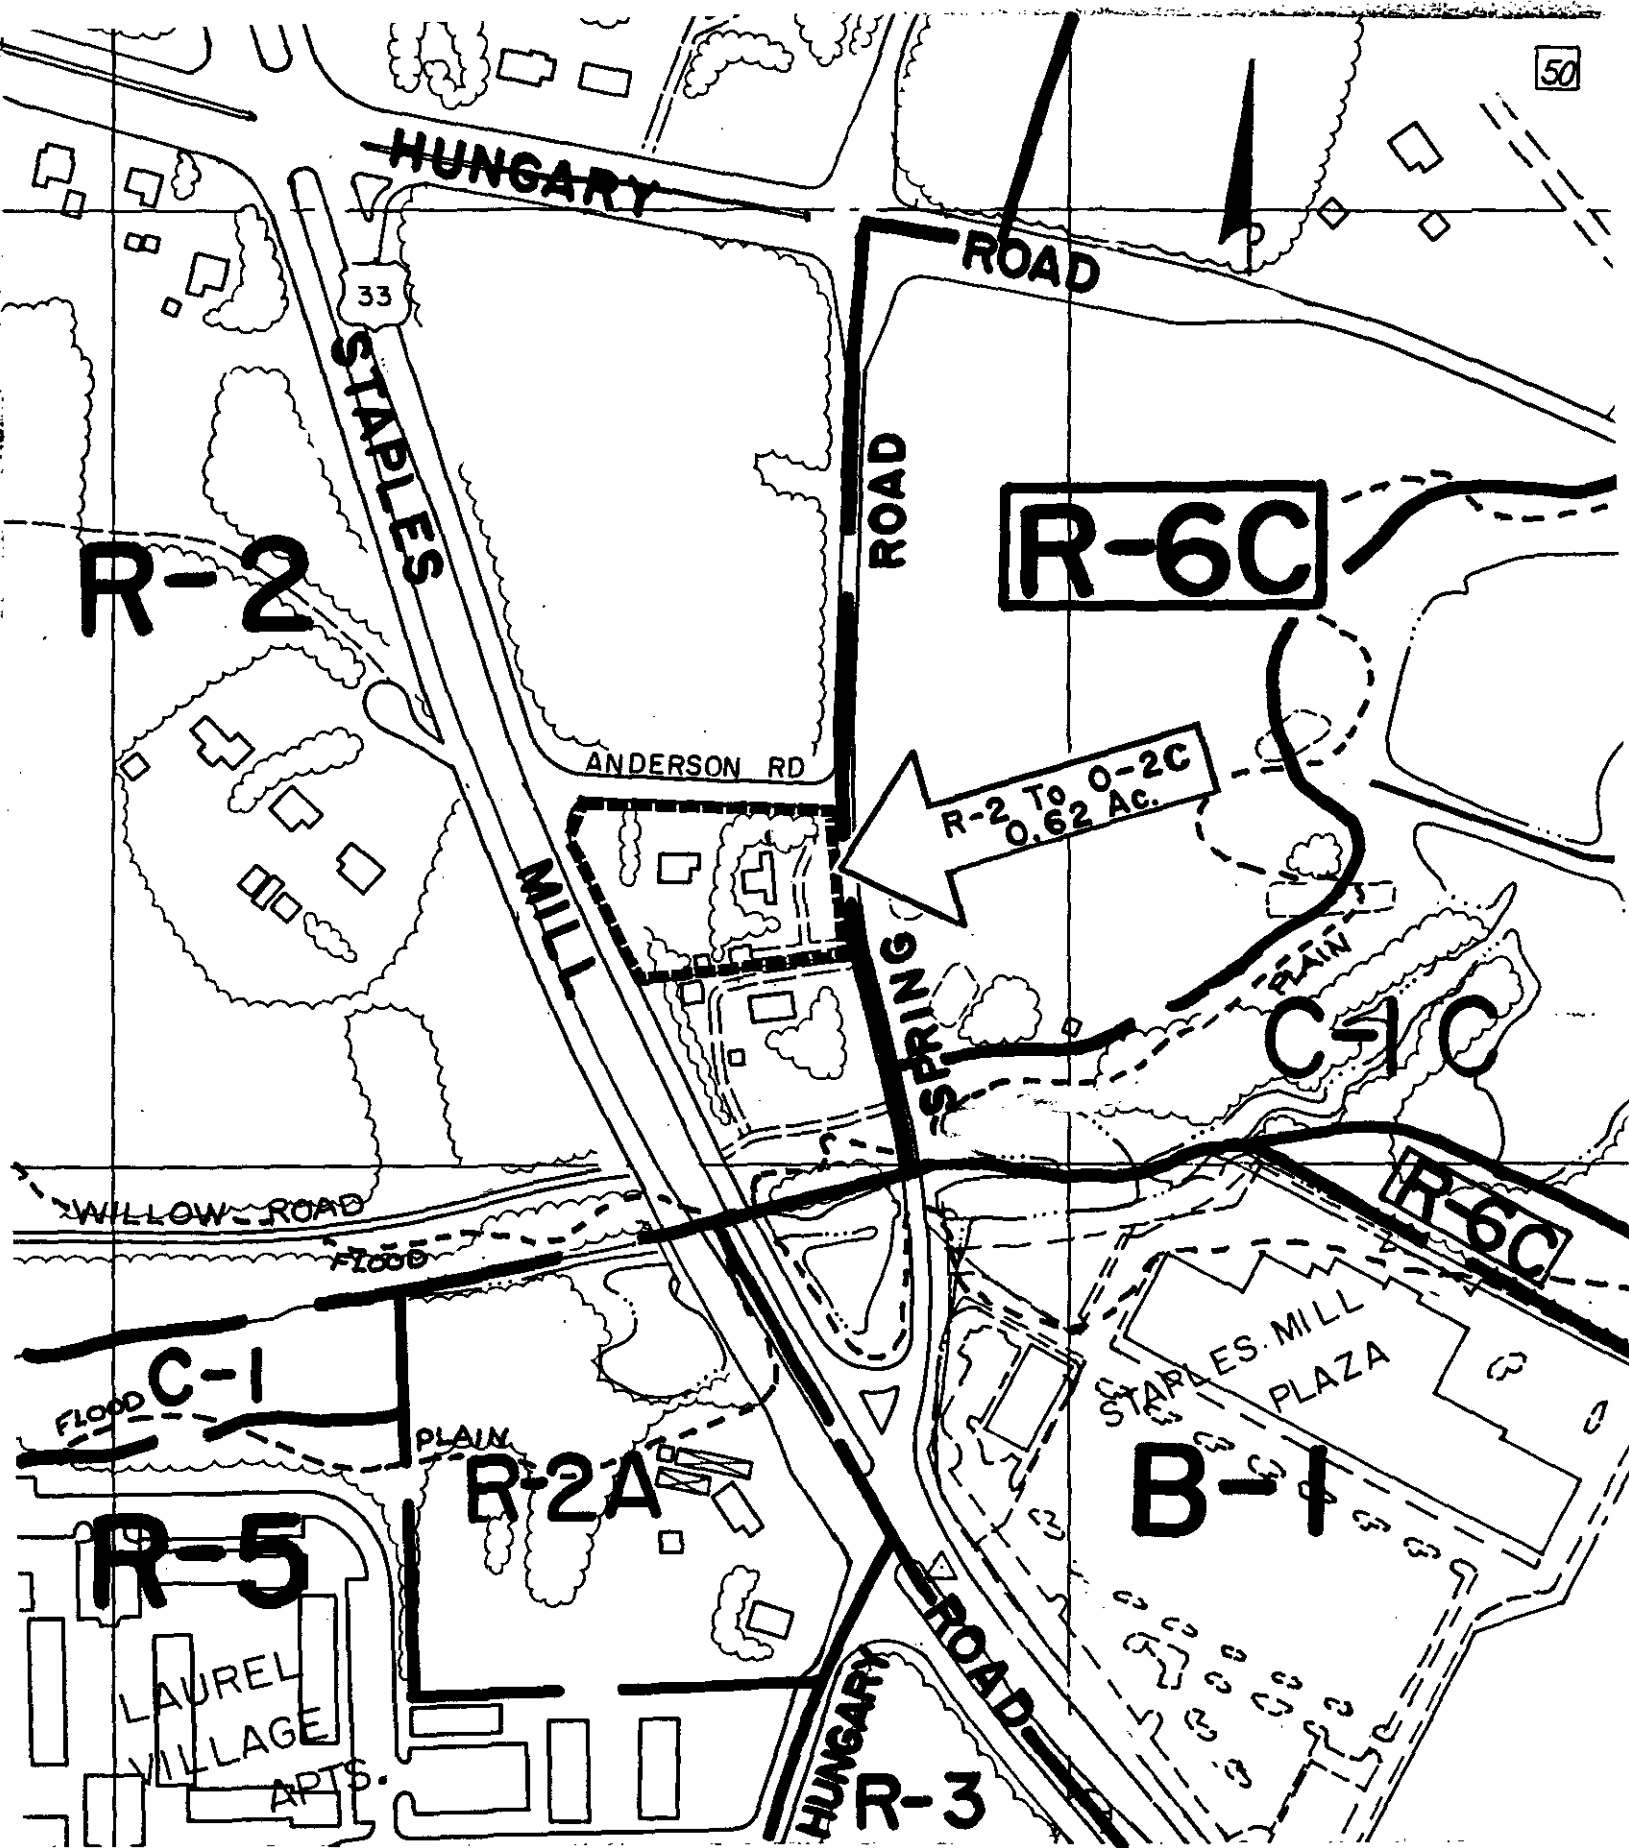 50
HUNGARY
ROAD
33
STAPLES
ROAD
R-6C
R-2
ANDERSON RD
R-2 To O-2C
0.62 Ac.
MILL
SPRING
PLAIN
C-1C
WILLOW ROAD
FLOOD
R-6C
C-1
FLOOD
PLAIN
STAPLES MILL
PLAZA
R-2A
B-1
R-5
LAUREL
VILLAGE
APTS.
ROAD
HUNGARY
R-3